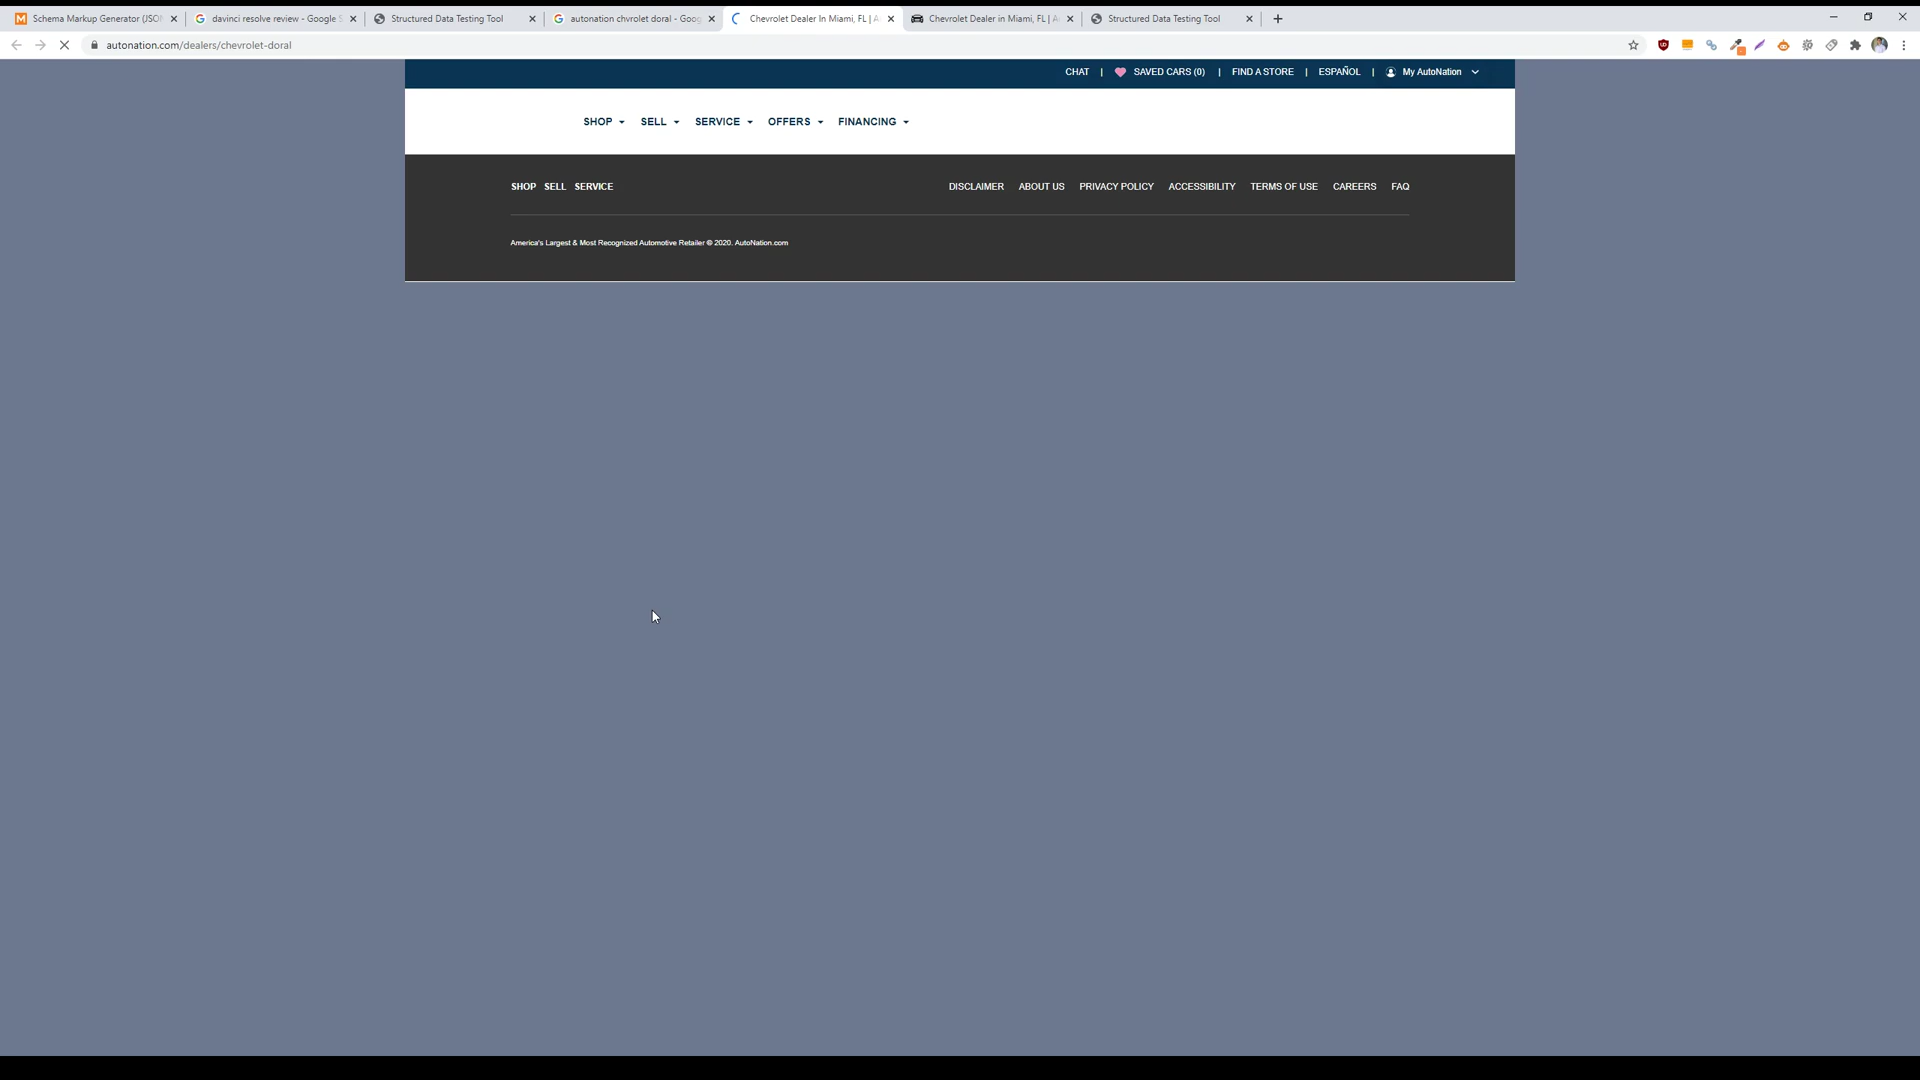 Schema Markup Generator (JSON
davinci resolve review - Google S
Structured Data Testing Tool
autonation chvrolet doral - Goog
Chevrolet Dealer In Miami, FL | A
Chevrolet Dealer in Miami, FL | A
Structured Data Testing Tool
autonation.com/dealers/chevrolet-doral
CHAT | SAVED CARS (0) | FIND A STORE | ESPAÑOL | My AutoNation
SHOP SELL SERVICE OFFERS FINANCING
SHOP SELL SERVICE DISCLAIMER ABOUT US PRIVACY POLICY ACCESSIBILITY TERMS OF USE CAREERS FAQ
America's Largest & Most Recognized Automotive Retailer © 2020. AutoNation.com